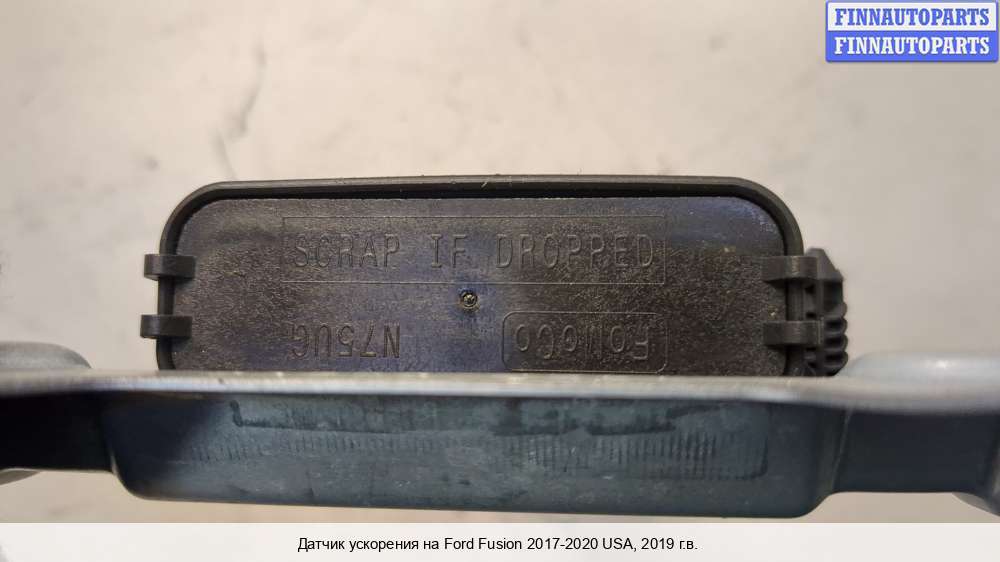 FINNAUTOPARTS
FINNAUTOPARTS
SCRAP IF DROPPED
N75UG
FoMoCo
Датчик ускорения на Ford Fusion 2017-2020 USA, 2019 г.в.